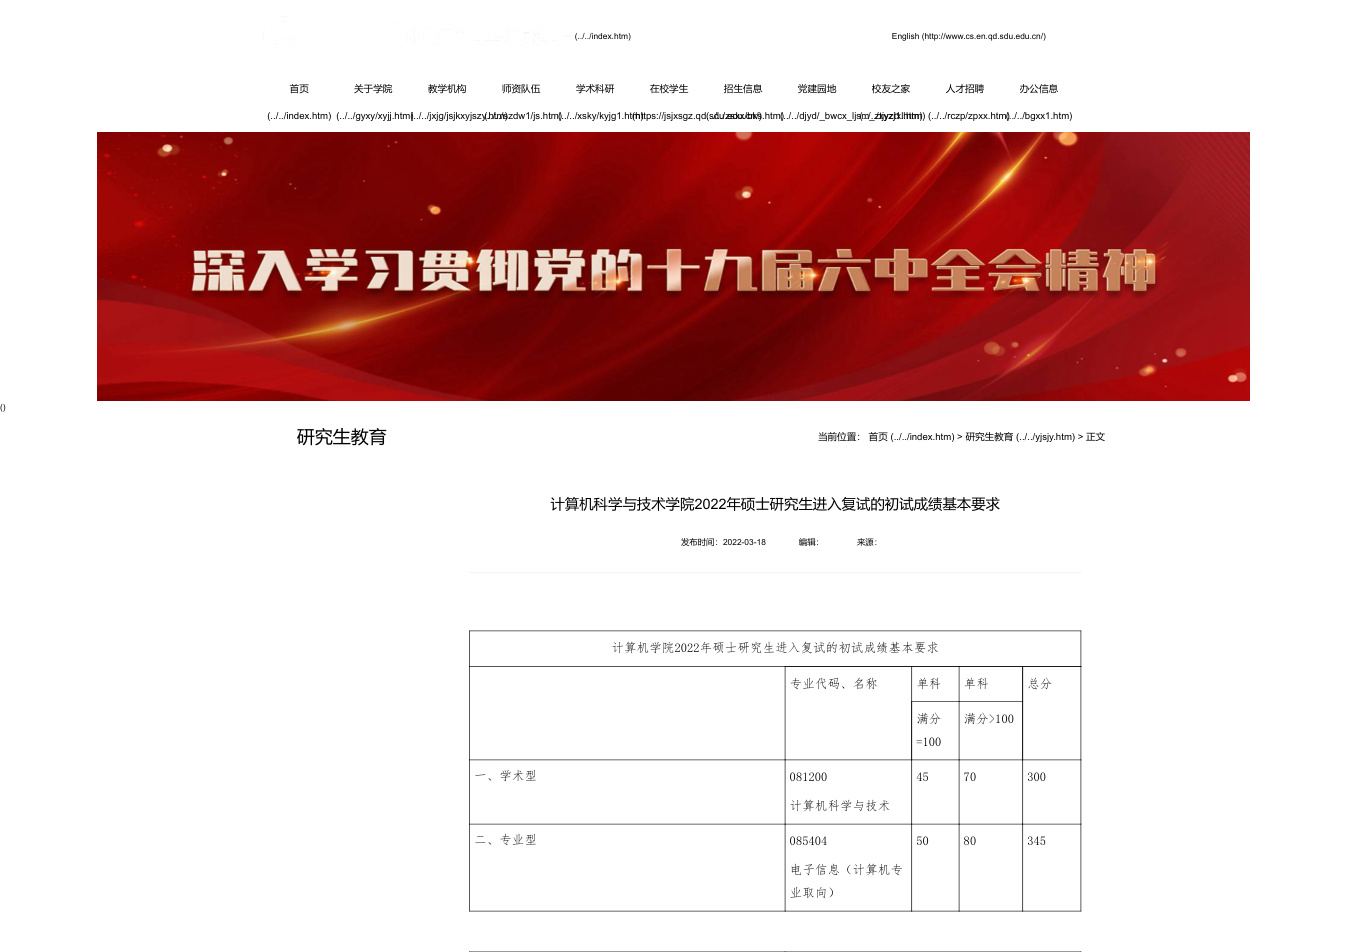 (../../index.htm)
English (http://www.cs.en.qd.sdu.edu.cn/)
首页 关于学院 教学机构 师资队伍 学术科研 在校学生 招生信息 党建园地 校友之家 人才招聘 办公信息
(../../index.htm) (../../gyxy/xyjj.htm) (../../rczp/zpxx.htm) (../../bgxx1.htm)
深入学习贯彻党的十九届六中全会精神
()
研究生教育
当前位置： 首页 (../../index.htm) > 研究生教育 (../../yjsjy.htm) > 正文
计算机科学与技术学院2022年硕士研究生进入复试的初试成绩基本要求
发布时间：2022-03-18 编辑： 来源：
计算机学院2022年硕士研究生进入复试的初试成绩基本要求
专业代码、名称 单科 单科 总分
满分 满分>100
=100
一、学术型 081200 45 70 300
计算机科学与技术
二、专业型 085404 50 80 345
电子信息（计算机专
业取向）